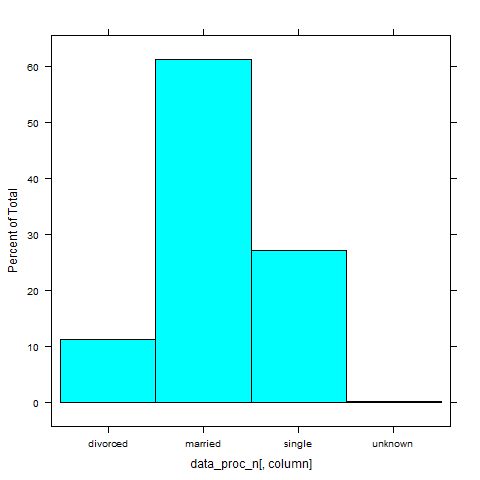 60
50
40
30
20
10
0
Percent of Total
divorced married single unknown
data_proc_n[, column]